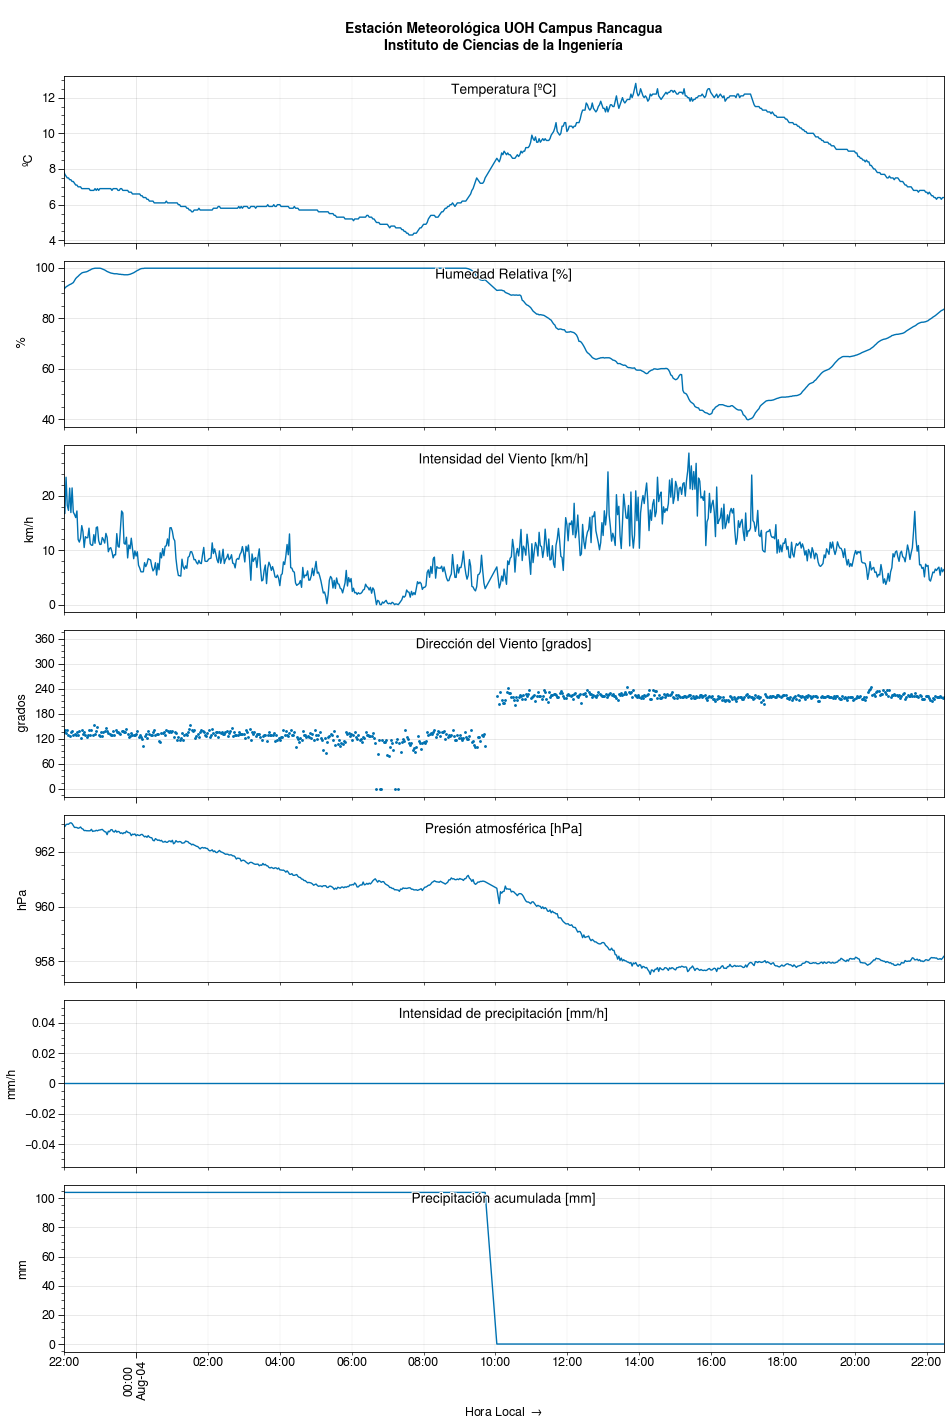 Estación Meteorológica UOH Campus Rancagua
Instituto de Ciencias de la Ingeniería
Temperatura [ºC]
ºC
12
10
8
6
4
Humedad Relativa [%]
%
100
80
60
40
Intensidad del Viento [km/h]
km/h
20
10
0
Dirección del Viento [grados]
grados
360
300
240
180
120
60
0
Presión atmosférica [hPa]
hPa
962
960
958
Intensidad de precipitación [mm/h]
mm/h
0.04
0.02
0
−0.02
−0.04
Precipitación acumulada [mm]
mm
100
80
60
40
20
0
22:00
00:00
Aug-04
02:00
04:00
06:00
08:00
10:00
12:00
14:00
16:00
18:00
20:00
22:00
Hora Local →